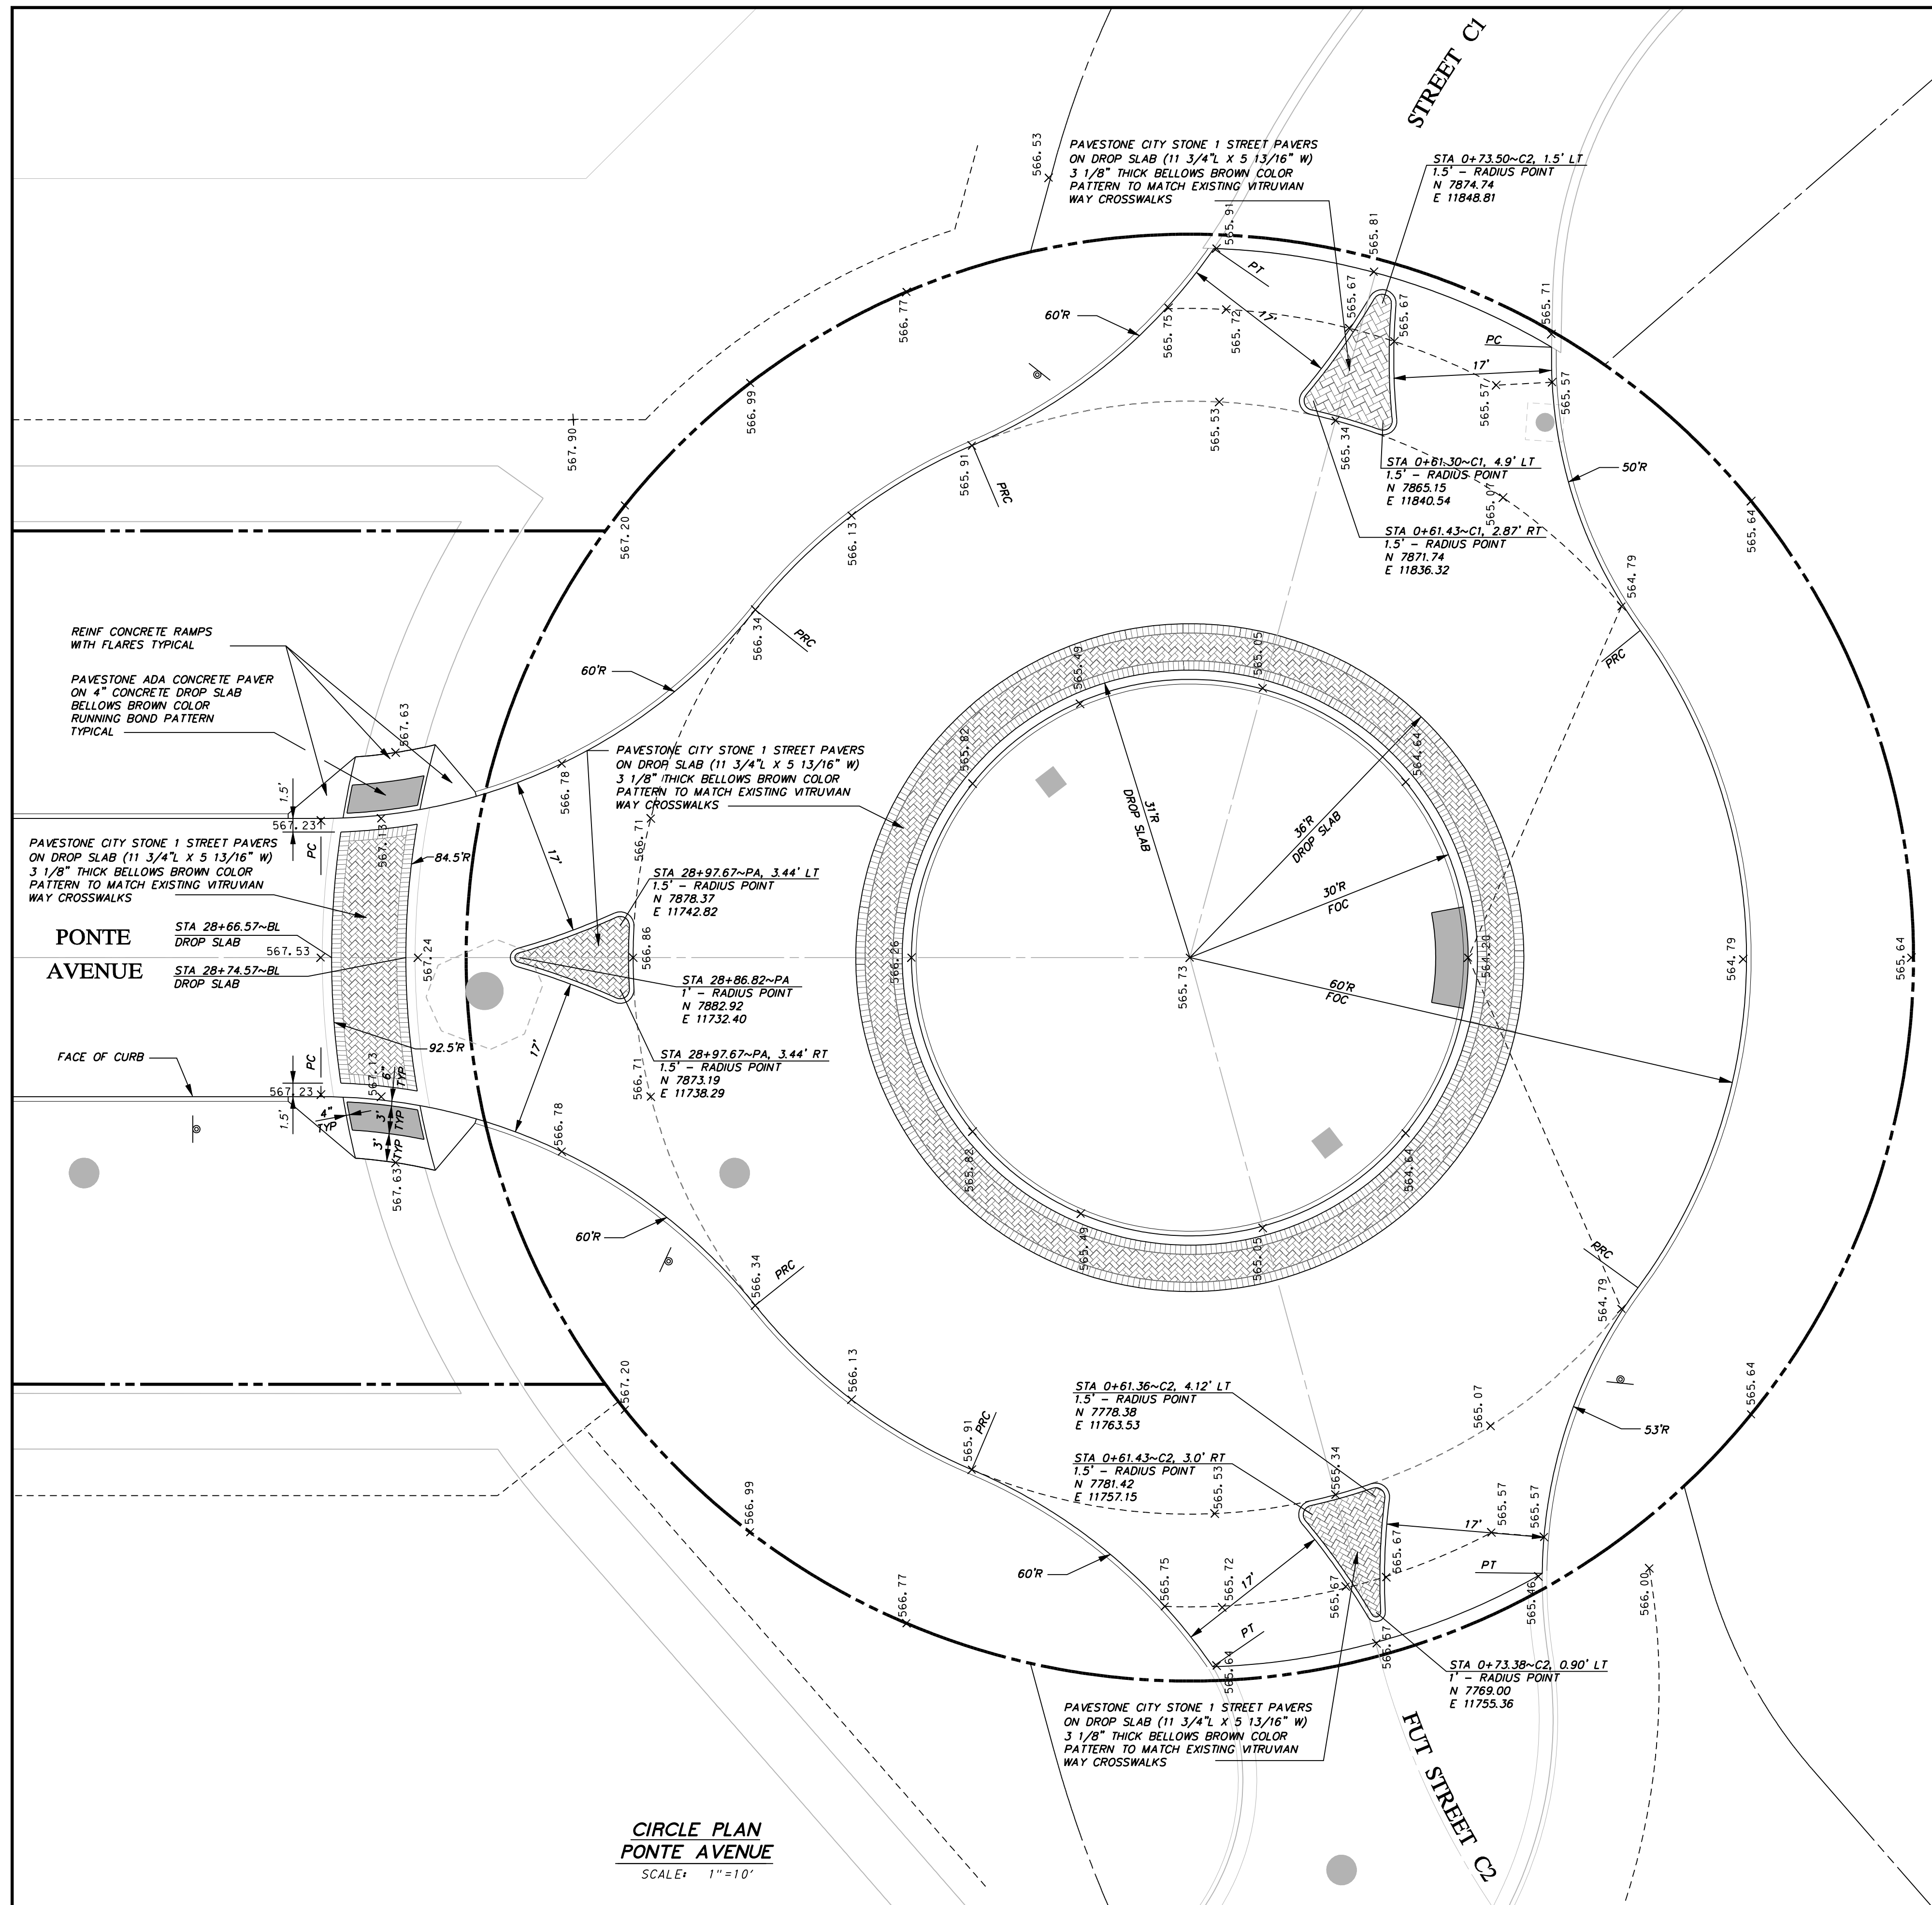 STREET C1
566.53
PAVESTONE CITY STONE 1 STREET PAVERS
ON DROP SLAB (11 3/4"L X 5 13/16" W)
3 1/8" THICK BELLOWS BROWN COLOR
PATTERN TO MATCH EXISTING VITRUVIAN
WAY CROSSWALKS
STA 0+73.50~C2, 1.5' LT
1.5' - RADIUS POINT
N 7874.74
E 11848.81
565.91
565.81
PT
566.77
60'R
565.75
565.72
17'
565.67
565.67
565.71
PC
17'
565.57
565.57
566.99
567.90
565.53
565.34
565.91
PRC
STA 0+61.30~C1, 4.9' LT
1.5' - RADIUS POINT
N 7865.15
E 11840.54
50'R
565.07
567.20
566.13
565.64
STA 0+61.43~C1, 2.87' RT
1.5' - RADIUS POINT
N 7871.74
E 11836.32
564.79
REINF CONCRETE RAMPS
WITH FLARES TYPICAL
566.34
PRC
PRC
60'R
565.49
565.05
PAVESTONE ADA CONCRETE PAVER
ON 4" CONCRETE DROP SLAB
BELLOWS BROWN COLOR
RUNNING BOND PATTERN
TYPICAL
567.63
565.82
564.64
PAVESTONE CITY STONE 1 STREET PAVERS
ON DROP SLAB (11 3/4"L X 5 13/16" W)
3 1/8" THICK BELLOWS BROWN COLOR
PATTERN TO MATCH EXISTING VITRUVIAN
WAY CROSSWALKS
566.78
1.5'
567.23
PC
567.13
566.71
31'R
DROP SLAB
36'R
DROP SLAB
PAVESTONE CITY STONE 1 STREET PAVERS
ON DROP SLAB (11 3/4"L X 5 13/16" W)
3 1/8" THICK BELLOWS BROWN COLOR
PATTERN TO MATCH EXISTING VITRUVIAN
WAY CROSSWALKS
84.5'R
17'
STA 28+97.67~PA, 3.44' LT
1.5' - RADIUS POINT
N 7878.37
E 11742.82
30'R
FOC
PONTE
AVENUE
STA 28+66.57~BL
DROP SLAB
567.53
STA 28+74.57~BL
DROP SLAB
567.24
566.86
566.26
565.73
564.20
564.79
565.64
STA 28+86.82~PA
1' - RADIUS POINT
N 7882.92
E 11732.40
60'R
FOC
FACE OF CURB
92.5'R
17'
STA 28+97.67~PA, 3.44' RT
1.5' - RADIUS POINT
N 7873.19
E 11738.29
PC
567.23
1.5'
567.13
6"
TYP
4"
TYP
3'
TYP
3'
TYP
567.63
566.71
566.78
565.82
564.64
60'R
565.49
565.05
566.34
PRC
PRC
564.79
567.20
566.13
STA 0+61.36~C2, 4.12' LT
1.5' - RADIUS POINT
N 7778.38
E 11763.53
565.07
565.64
53'R
565.91
PRC
STA 0+61.43~C2, 3.0' RT
1.5' - RADIUS POINT
N 7781.42
E 11757.15
565.53
565.34
566.99
17'
565.57
565.57
60'R
565.75
565.72
17'
565.67
565.67
PT
565.46
566.00
566.77
PT
565.64
STA 0+73.38~C2, 0.90' LT
1' - RADIUS POINT
N 7769.00
E 11755.36
PAVESTONE CITY STONE 1 STREET PAVERS
ON DROP SLAB (11 3/4"L X 5 13/16" W)
3 1/8" THICK BELLOWS BROWN COLOR
PATTERN TO MATCH EXISTING VITRUVIAN
WAY CROSSWALKS
FUT STREET C2
CIRCLE PLAN
PONTE AVENUE
SCALE: 1"=10'